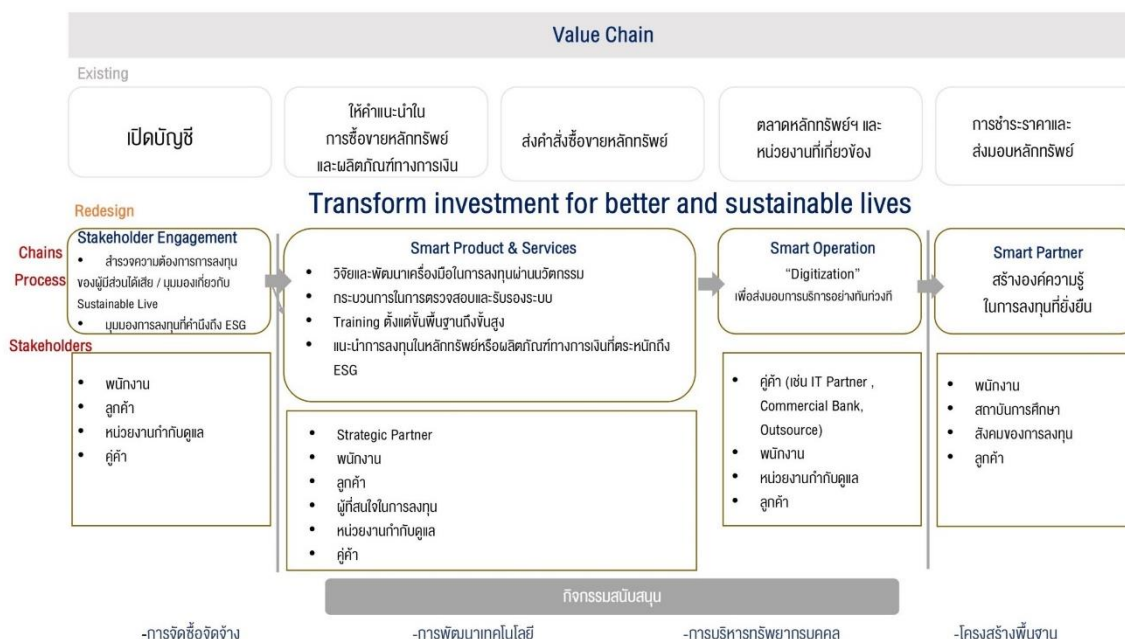 Value Chain
Existing
เปิดบัญชี
ให้คำแนะนำใน
การซื้อขายหลักทรัพย์
และผลิตภัณฑ์ทางการเงิน
ส่งคำสั่งซื้อขายหลักทรัพย์
ตลาดหลักทรัพย์ฯ และ
หน่วยงานที่เกี่ยวข้อง
การชำระราคาและ
ส่งมอบหลักทรัพย์
Redesign
Transform investment for better and sustainable lives
Chains
Process
Stakeholder Engagement
• สำรวจความต้องการการลงทุน
ของผู้มีส่วนได้เสีย / มุมมองเกี่ยวกับ
Sustainable Live
• มุมมองการลงทุนที่คำนึงถึง ESG
Smart Product & Services
• วิจัยและพัฒนาเครื่องมือในการลงทุนผ่านนวัตกรรม
• กระบวนการในการตรวจสอบและรับรองระบบ
• Training ตั้งแต่ขั้นพื้นฐานถึงขั้นสูง
• แนะนำการลงทุนในหลักทรัพย์หรือผลิตภัณฑ์ทางการเงินที่ตระหนักถึง
ESG
Smart Operation
“Digitization”
เพื่อส่งมอบการบริการอย่างทันท่วงที
Smart Partner
สร้างองค์ความรู้
ในการลงทุนที่ยั่งยืน
Stakeholders
• พนักงาน
• ลูกค้า
• หน่วยงานกำกับดูแล
• คู่ค้า
• Strategic Partner
• พนักงาน
• ลูกค้า
• ผู้ที่สนใจในการลงทุน
• หน่วยงานกำกับดูแล
• คู่ค้า
• คู่ค้า (เช่น IT Partner ,
Commercial Bank,
Outsource)
• พนักงาน
• หน่วยงานกำกับดูแล
• ลูกค้า
• พนักงาน
• สถาบันการศึกษา
• สังคมของการลงทุน
• ลูกค้า
กิจกรรมสนับสนุน
-การจัดซื้อจัดจ้าง
-การพัฒนาเทคโนโลยี
-การบริหารทรัพยากรบุคคล
-โครงสร้างพื้นฐาน